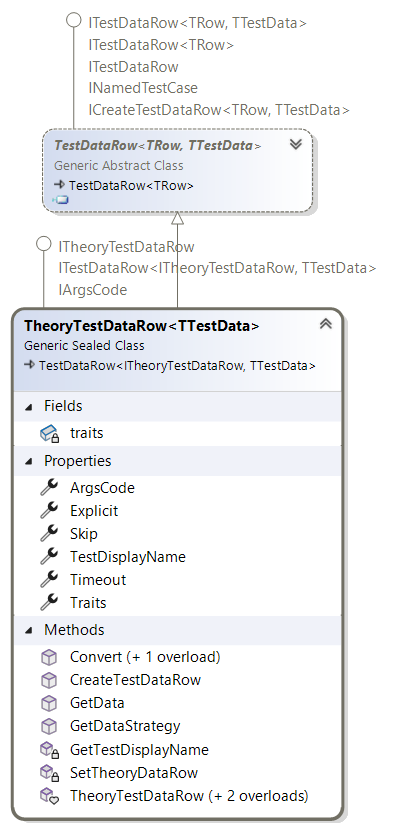 ITestDataRow<TRow, TTestData>
ITestDataRow<TRow>
ITestDataRow
INamedTestCase
ICreateTestDataRow<TRow, TTestData>
TestDataRow<TRow, TTestData>
Generic Abstract Class
TestDataRow<TRow>
ITheoryTestDataRow
ITestDataRow<ITheoryTestDataRow, TTestData>
IArgsCode
TheoryTestDataRow<TTestData>
Generic Sealed Class
TestDataRow<ITheoryTestDataRow, TTestData>
Fields
traits
Properties
ArgsCode
Explicit
Skip
TestDisplayName
Timeout
Traits
Methods
Convert (+ 1 overload)
CreateTestDataRow
GetData
GetDataStrategy
GetTestDisplayName
SetTheoryDataRow
TheoryTestDataRow (+ 2 overloads)